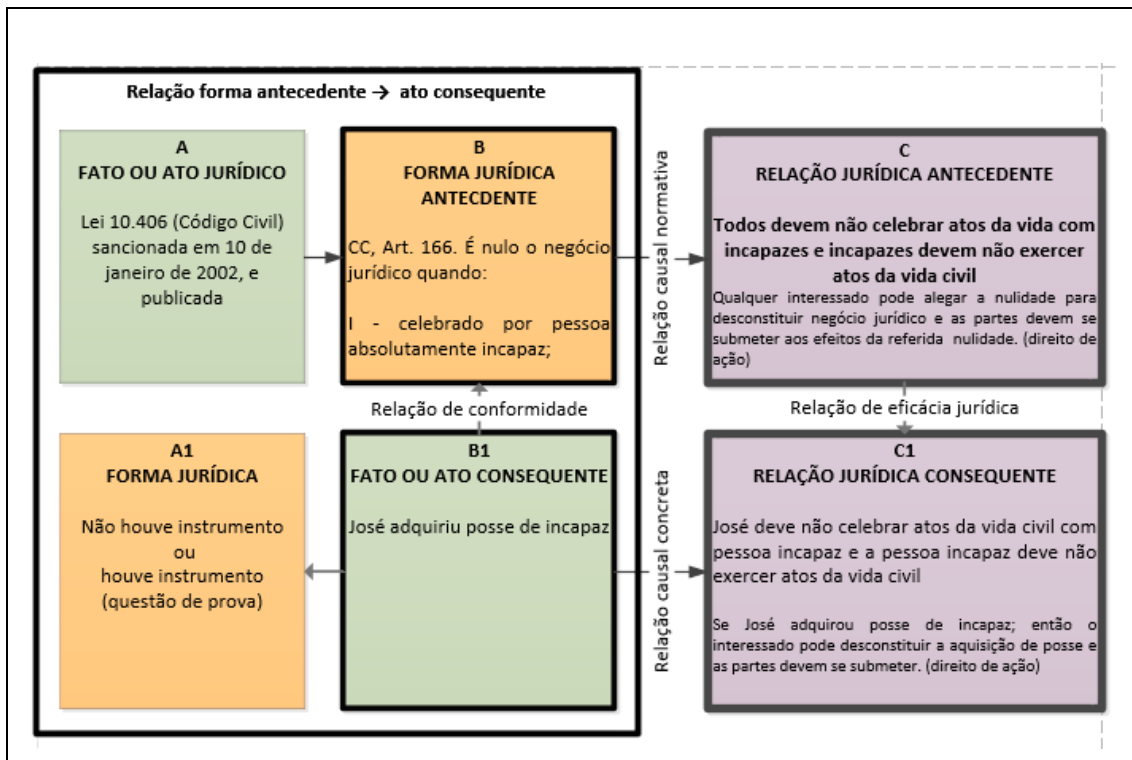 Relação forma antecedente → ato consequente
A
FATO OU ATO JURÍDICO
Lei 10.406 (Código Civil)
sancionada em 10 de
janeiro de 2002, e
publicada
B
FORMA JURÍDICA
ANTECDENTE
CC, Art. 166. É nulo o negócio
jurídico quando:
I - celebrado por pessoa
absolutamente incapaz;
Relação causal normativa
C
RELAÇÃO JURÍDICA ANTECEDENTE
Todos devem não celebrar atos da vida com
incapazes e incapazes devem não exercer
atos da vida civil
Qualquer interessado pode alegar a nulidade para
desconstituir negócio jurídico e as partes devem se
submeter aos efeitos da referida nulidade. (direito de
ação)
Relação de conformidade
Relação de eficácia jurídica
A1
FORMA JURÍDICA
Não houve instrumento
ou
houve instrumento
(questão de prova)
B1
FATO OU ATO CONSEQUENTE
José adquiriu posse de incapaz
Relação causal concreta
C1
RELAÇÃO JURÍDICA CONSEQUENTE
José deve não celebrar atos da vida civil com
pessoa incapaz e a pessoa incapaz deve não
exercer atos da vida civil
Se José adquirou posse de incapaz; então o
interessado pode desconstituir a aquisição de posse e
as partes devem se submeter. (direito de ação)